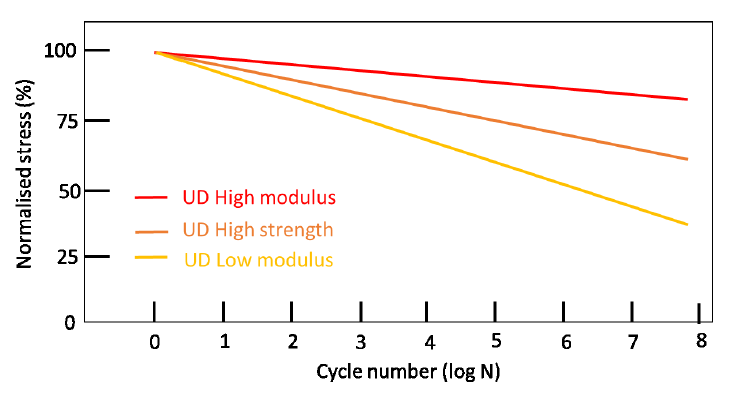 100
75
50
25
0
Normalised stress (%)
UD High modulus
UD High strength
UD Low modulus
0 1 2 3 4 5 6 7 8
Cycle number (log N)